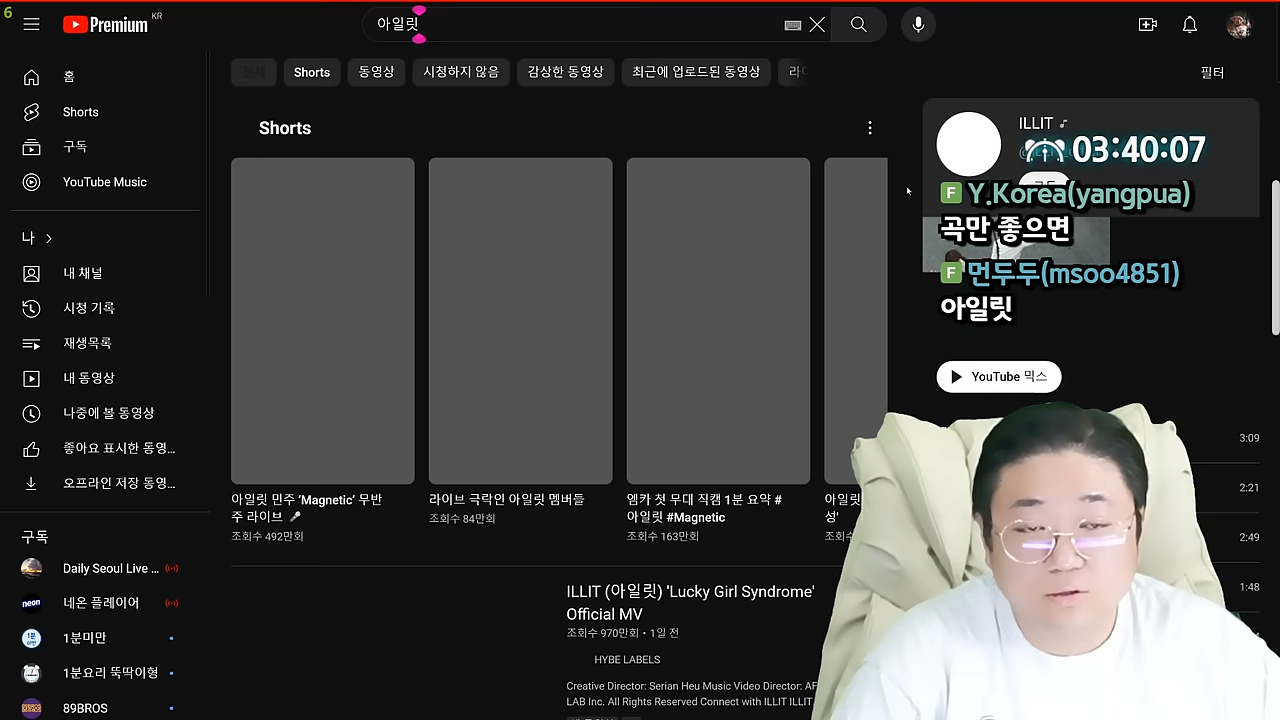 6
Premium KR
아일릿
전체
Shorts
동영상
시청하지 않음
감상한 동영상
최근에 업로드된 동영상
필터
홈
Shorts
구독
YouTube Music
나
내 채널
시청 기록
재생목록
내 동영상
나중에 볼 동영상
좋아요 표시한 동영...
오프라인 저장 동영...
구독
Daily Seoul Live ...
네온 플레이어
1분미만
1분요리 뚝딱이형
89BROS
neon
Shorts
아일릿 민주 ‘Magnetic’ 무반
주 라이브 🎤
조회수 492만회
라이브 극락인 아일릿 멤버들
조회수 84만회
엠카 첫 무대 직캠 1분 요약 #
아일릿 #Magnetic
조회수 163만회
아일릿
성'
조회수
ILLIT (아일릿) 'Lucky Girl Syndrome'
Official MV
조회수 970만회 • 1일 전
HYBE LABELS
Creative Director: Serian Heu Music Video Director: AF
LAB Inc. All Rights Reserved Connect with ILLIT ILLIT
ILLIT ♪
03:40:07
F Y.Korea(yangpua)
곡만 좋으면
F 먼두두(msoo4851)
아일릿
YouTube 믹스
3:09
2:21
2:49
1:48